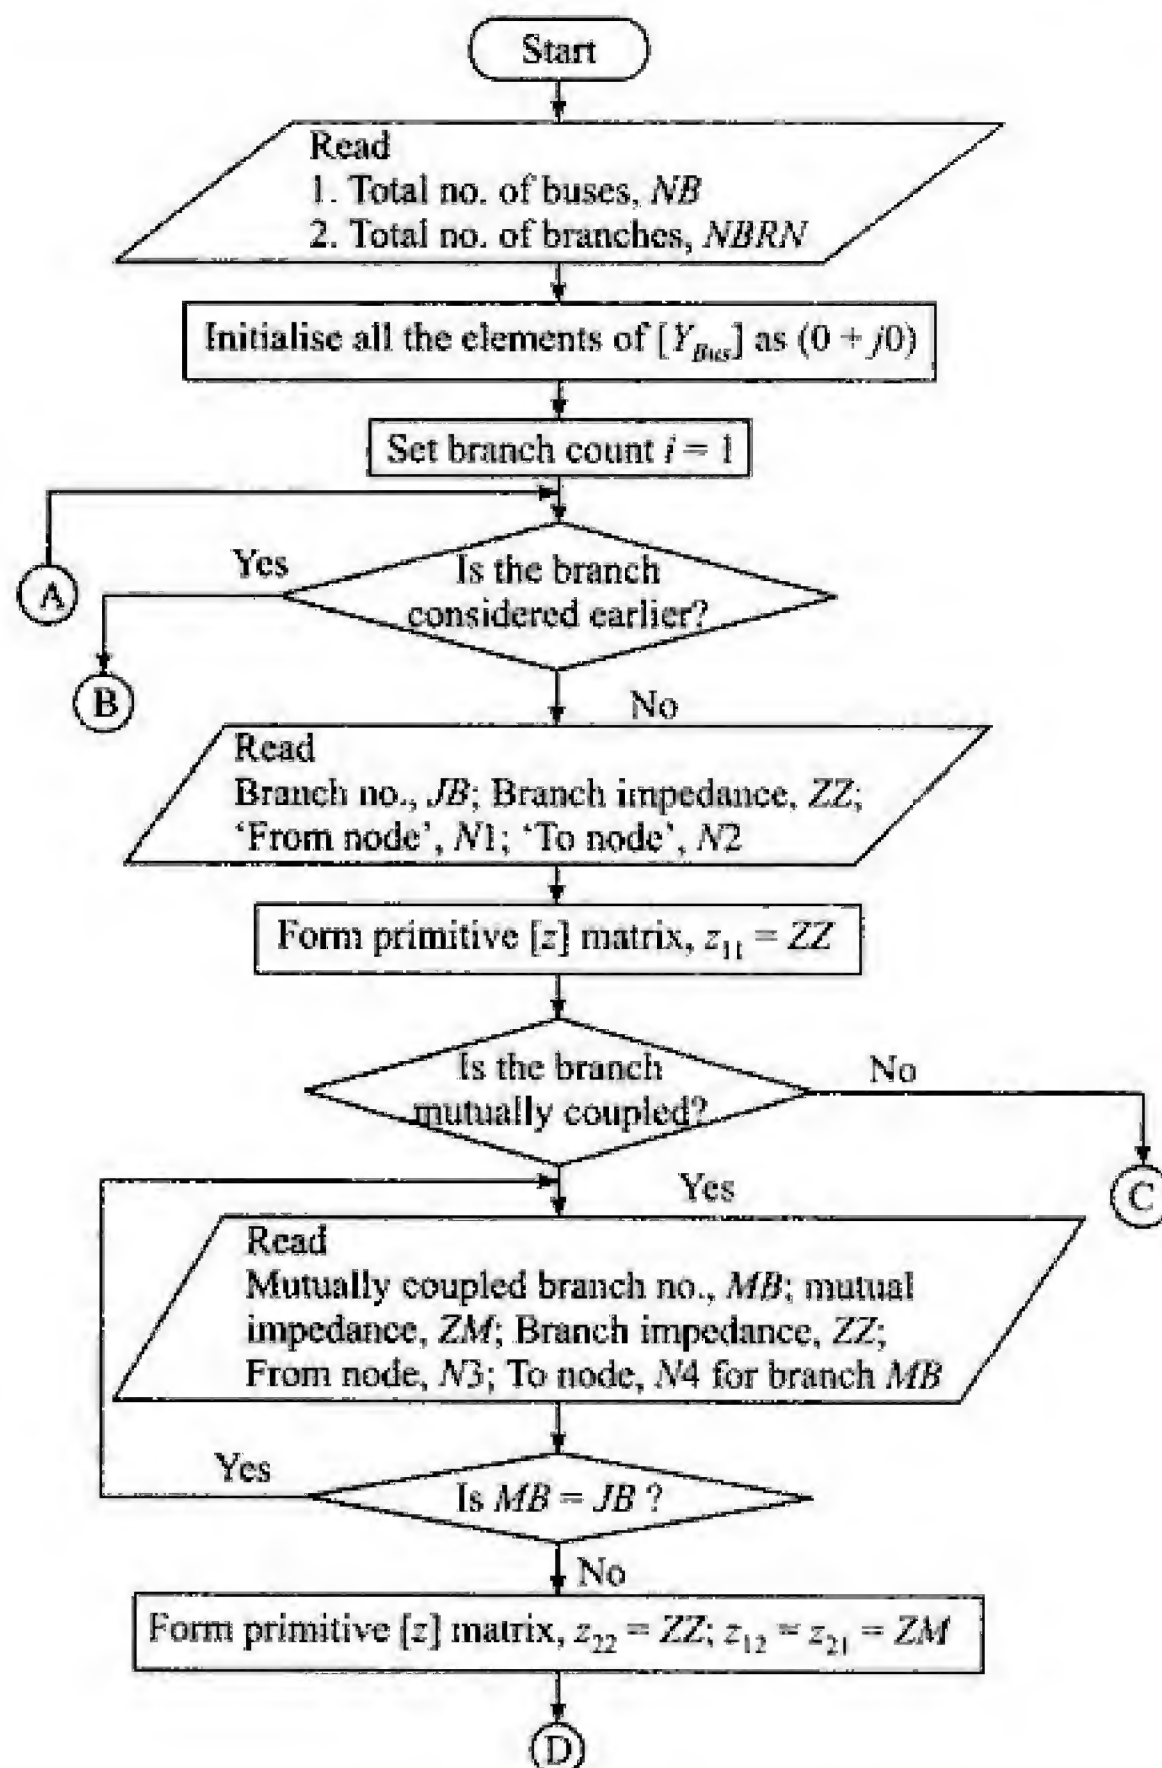 Start
Read
1. Total no. of buses, NB
2. Total no. of branches, NBRN
Initialise all the elements of [Y_Bus] as (0 + j0)
Set branch count i = 1
A
Yes
Is the branch
considered earlier?
B
No
Read
Branch no., JB; Branch impedance, ZZ;
‘From node’, N1; ‘To node’, N2
Form primitive [z] matrix, z₁₁ = ZZ
Is the branch
mutually coupled?
No
C
Yes
Read
Mutually coupled branch no., MB; mutual
impedance, ZM; Branch impedance, ZZ;
From node, N3; To node, N4 for branch MB
Yes
Is MB = JB ?
No
Form primitive [z] matrix, z₂₂ = ZZ; z₁₂ = z₂₁ = ZM
D